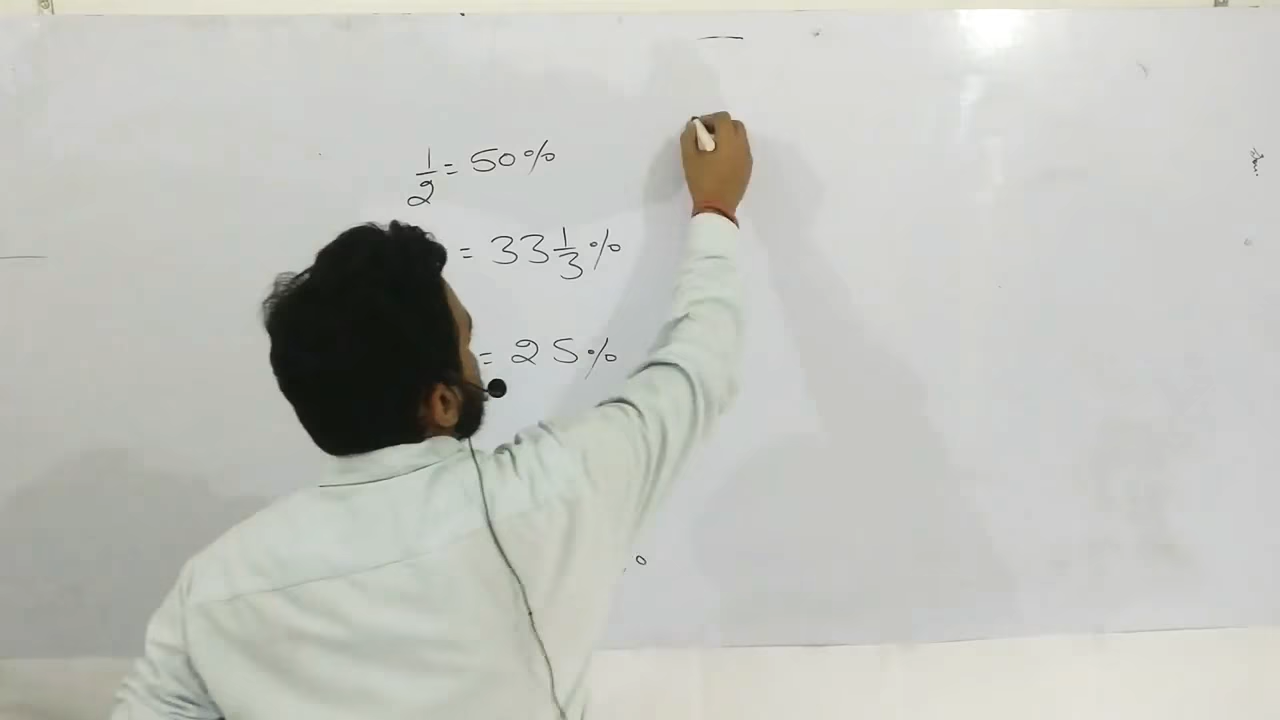 1/2 = 50%
= 33 1/3 %
= 25%